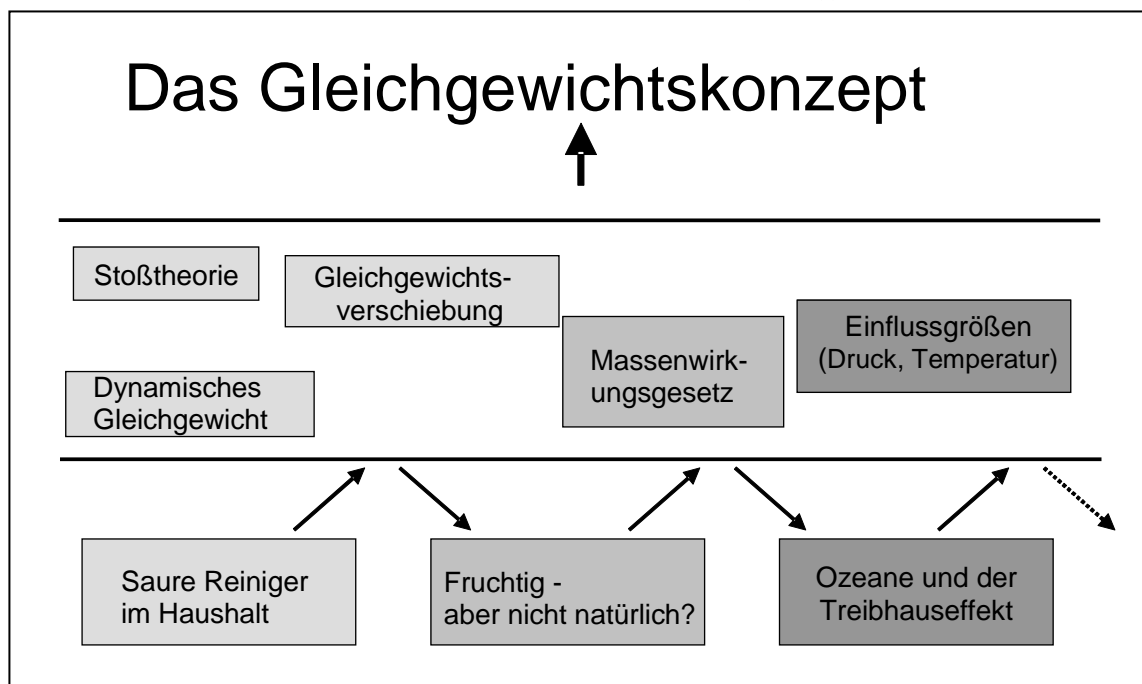 Das Gleichgewichtskonzept
Stoßtheorie
Gleichgewichts-
verschiebung
Massenwirk-
ungsgesetz
Einflussgrößen
(Druck, Temperatur)
Dynamisches
Gleichgewicht
Saure Reiniger
im Haushalt
Fruchtig -
aber nicht natürlich?
Ozeane und der
Treibhauseffekt